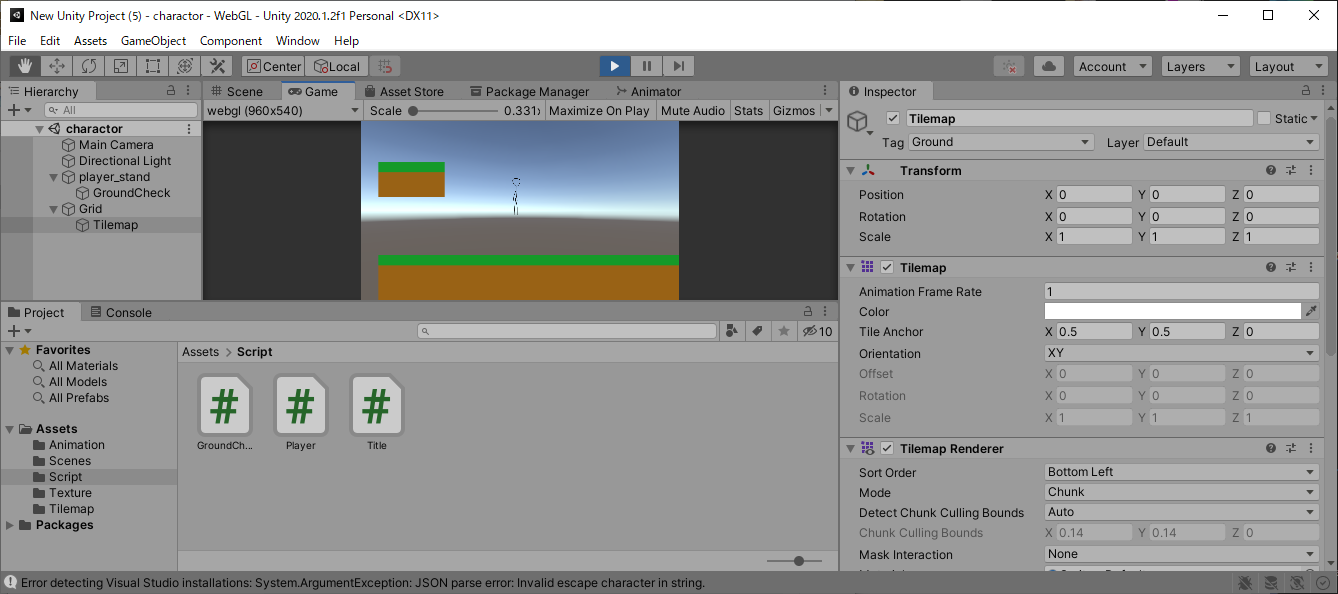 New Unity Project (5) - charactor - WebGL - Unity 2020.1.2f1 Personal <DX11>
File Edit Assets GameObject Component Window Help
Center Local Account Layers Layout
Hierarchy
All
charactor
Main Camera
Directional Light
player_stand
GroundCheck
Grid
Tilemap
Scene Game Asset Store Package Manager Animator
webgl (960x540) Scale 0.331 Maximize On Play Mute Audio Stats Gizmos
Project Console
10
Favorites
All Materials
All Models
All Prefabs
Assets
Animation
Scenes
Script
Texture
Tilemap
Packages
Assets > Script
GroundCh... Player Title
Inspector
Tilemap Static
Tag Ground Layer Default
Transform
Position X 0 Y 0 Z 0
Rotation X 0 Y 0 Z 0
Scale X 1 Y 1 Z 1
Tilemap
Animation Frame Rate 1
Color
Tile Anchor X 0.5 Y 0.5 Z 0
Orientation XY
Offset X 0 Y 0 Z 0
Rotation X 0 Y 0 Z 0
Scale X 1 Y 1 Z 1
Tilemap Renderer
Sort Order Bottom Left
Mode Chunk
Detect Chunk Culling Bounds Auto
Chunk Culling Bounds X 0.14 Y 0.14 Z 0
Mask Interaction None
Error detecting Visual Studio installations: System.ArgumentException: JSON parse error: Invalid escape character in string.